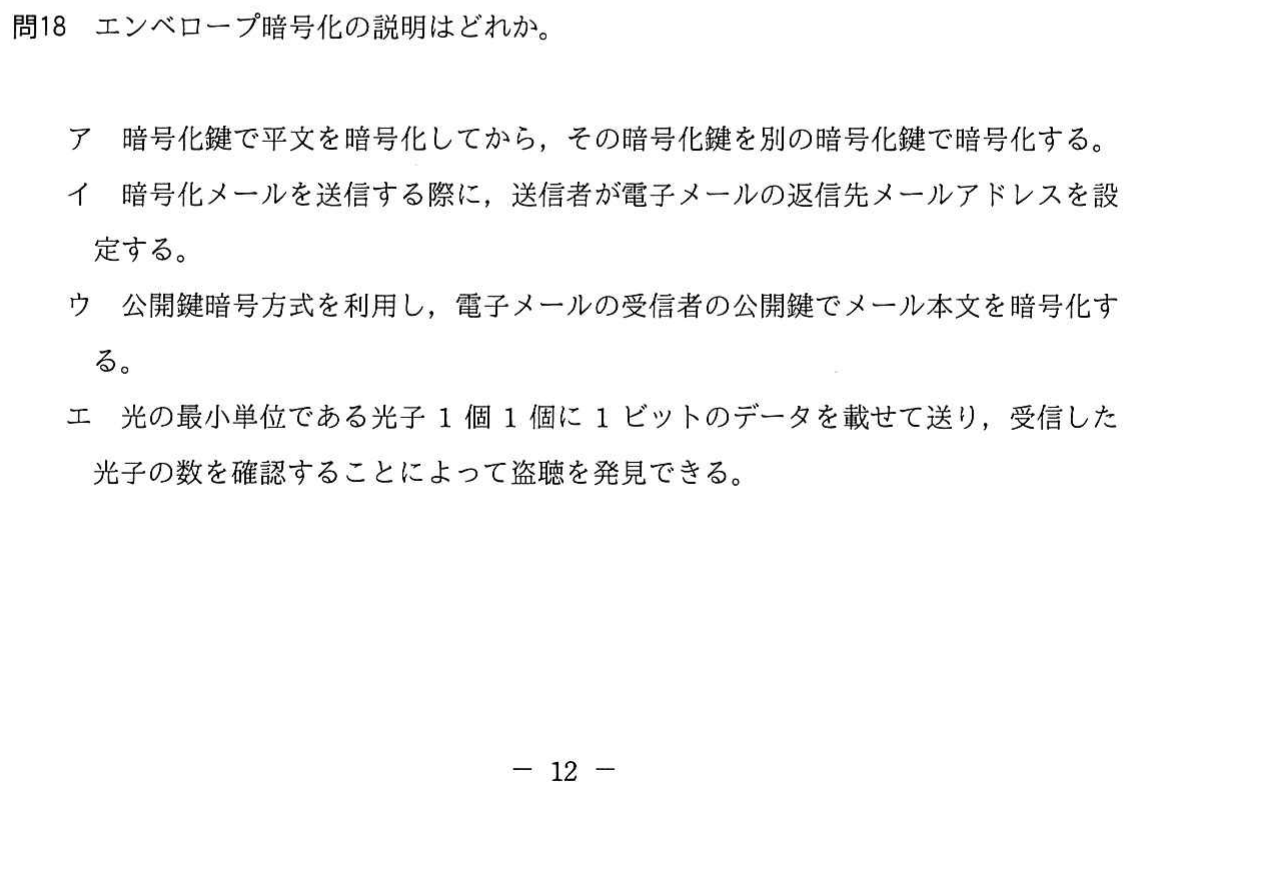 問18 エンベロープ暗号化の説明はどれか。
ア 暗号化鍵で平文を暗号化してから，その暗号化鍵を別の暗号化鍵で暗号化する。
イ 暗号化メールを送信する際に，送信者が電子メールの返信先メールアドレスを設
定する。
ウ 公開鍵暗号方式を利用し，電子メールの受信者の公開鍵でメール本文を暗号化す
る。
エ 光の最小単位である光子 1 個 1 個に 1 ビットのデータを載せて送り，受信した
光子の数を確認することによって盗聴を発見できる。
－ 12 －